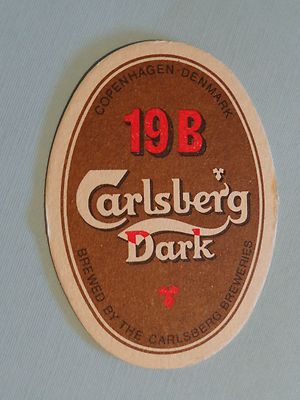 COPENHAGEN · DENMARK
19 B
Carlsberg
Dark
BREWED BY THE CARLSBERG BREWERIES